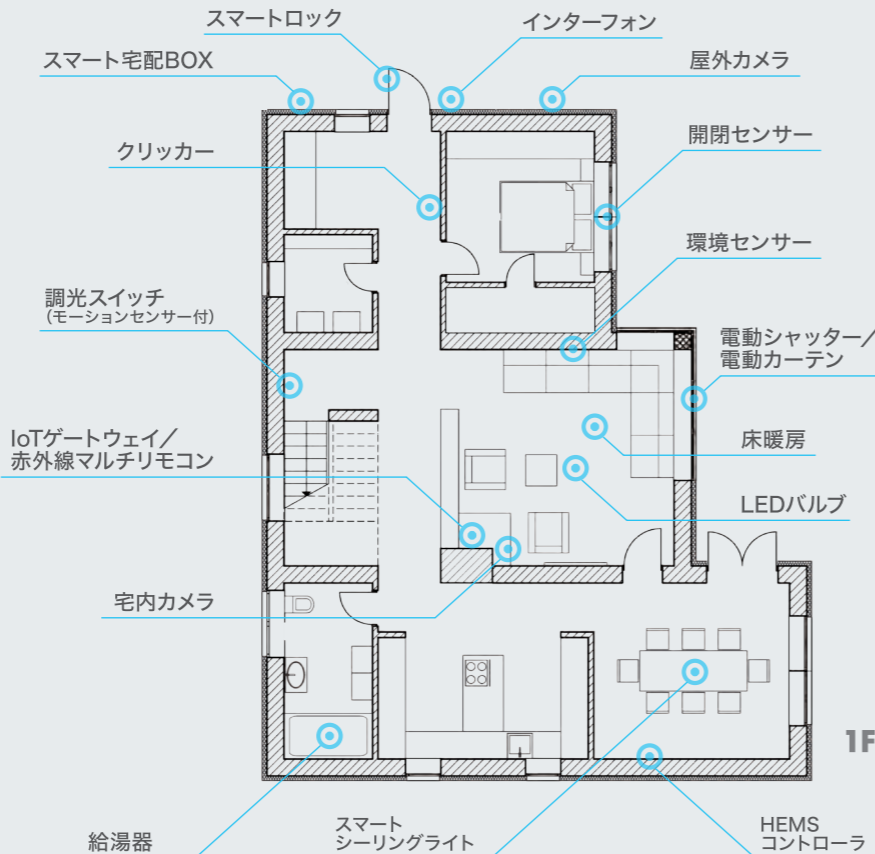 スマートロック
インターフォン
スマート宅配BOX
屋外カメラ
クリッカー
開閉センサー
環境センサー
調光スイッチ
（モーションセンサー付）
電動シャッター／
電動カーテン
IoTゲートウェイ／
赤外線マルチリモコン
床暖房
LEDバルブ
宅内カメラ
1F
給湯器
スマート
シーリングライト
HEMS
コントローラ